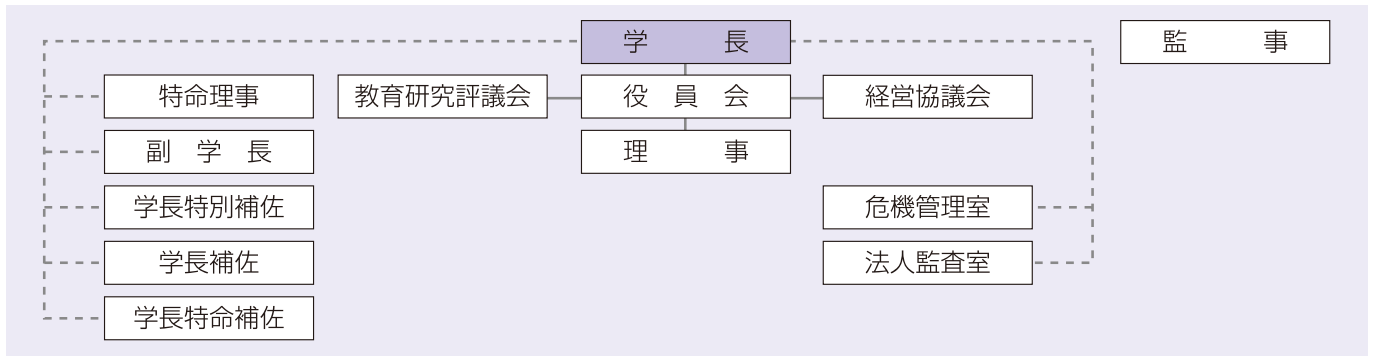 学　　　長
監　　　事
特命理事
教育研究評議会
役　員　会
経営協議会
副　学　長
理　　　事
学長特別補佐
危機管理室
学長補佐
法人監査室
学長特命補佐